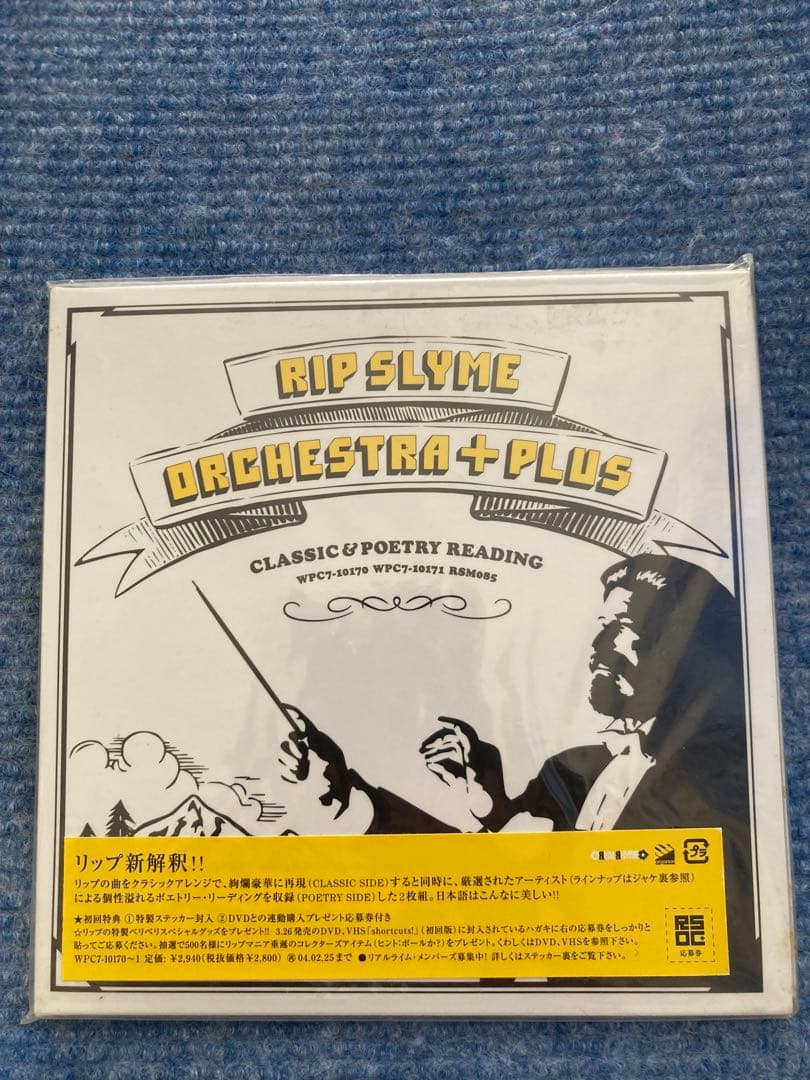 RIP SLYME
ORCHESTRA+PLUS
CLASSIC & POETRY READING
WPC7-10170 WPC7-10171 RSM085
リップ新解釈!!
リップの曲をクラシックアレンジで、絢爛豪華に再現(CLASSIC SIDE)すると同時に、厳選されたアーティスト(ラインナップはジャケ裏参照)
による個性溢れるポエトリー・リーディングを収録(POETRY SIDE)した2枚組。日本語はこんなに美しい!!
★初回特典 ①特製ステッカー封入 ②DVDとの連動購入プレゼント応募券付き
☆リップの特製ベリベリスペシャルグッズをプレゼント!! 3.26発売のDVD、VHS「shortcuts!」(初回版)に封入されているハガキに右の応募券をしっかりと
貼ってご応募ください。抽選で500名様にリップマニア垂涎のコレクターズアイテム(ヒント:ボールか?)をプレゼント。くわしくはDVD、VHSを参照下さい。
WPC7-10170~1 定価: ¥2,940(税抜価格¥2,800) 再 04.02.25まで ●リアルライム・メンバーズ募集中! 詳しくはステッカー裏をご覧下さい。
プラ
RS
OC:
応募券